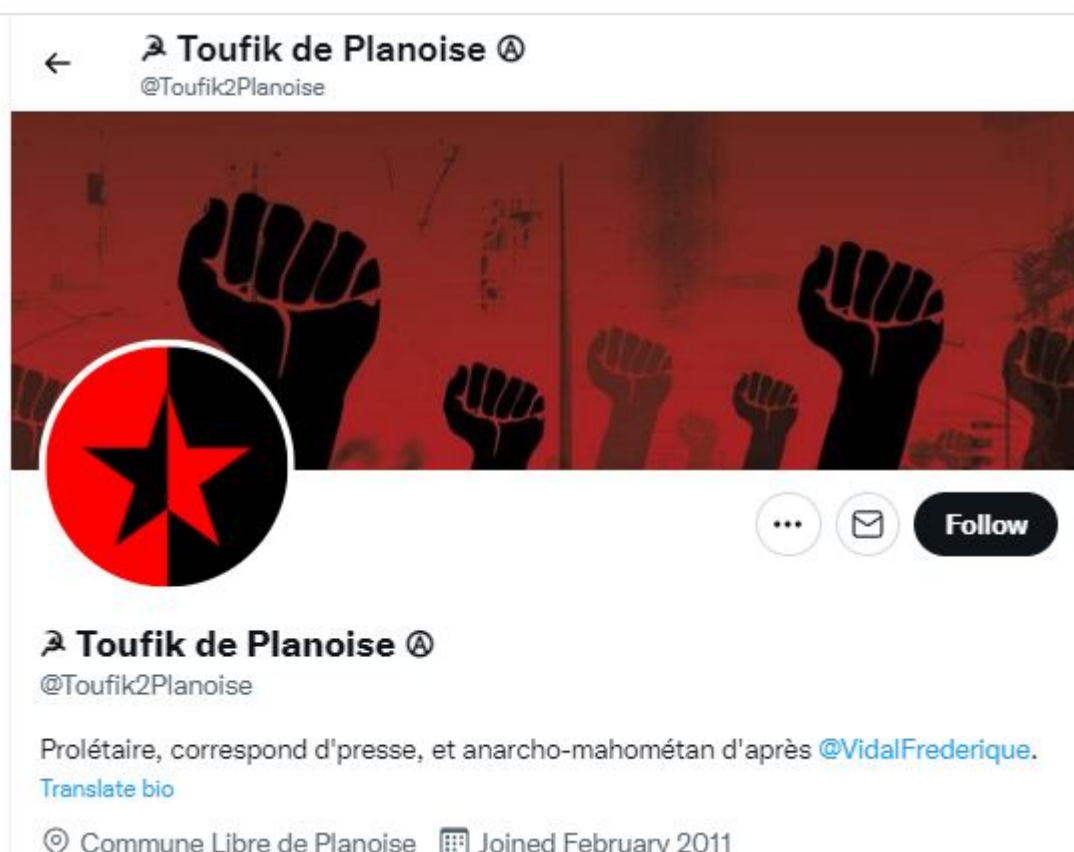 ☭ Toufik de Planoise Ⓐ
@Toufik2Planoise
Follow
☭ Toufik de Planoise Ⓐ
@Toufik2Planoise
Prolétaire, correspond d'presse, et anarcho-mahométan d'après @VidalFrederique.
Translate bio
Commune Libre de Planoise Joined February 2011